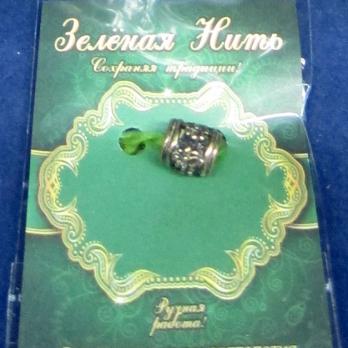 Зелёная Нить
Сохраняя традиции!
Ручная
работа!